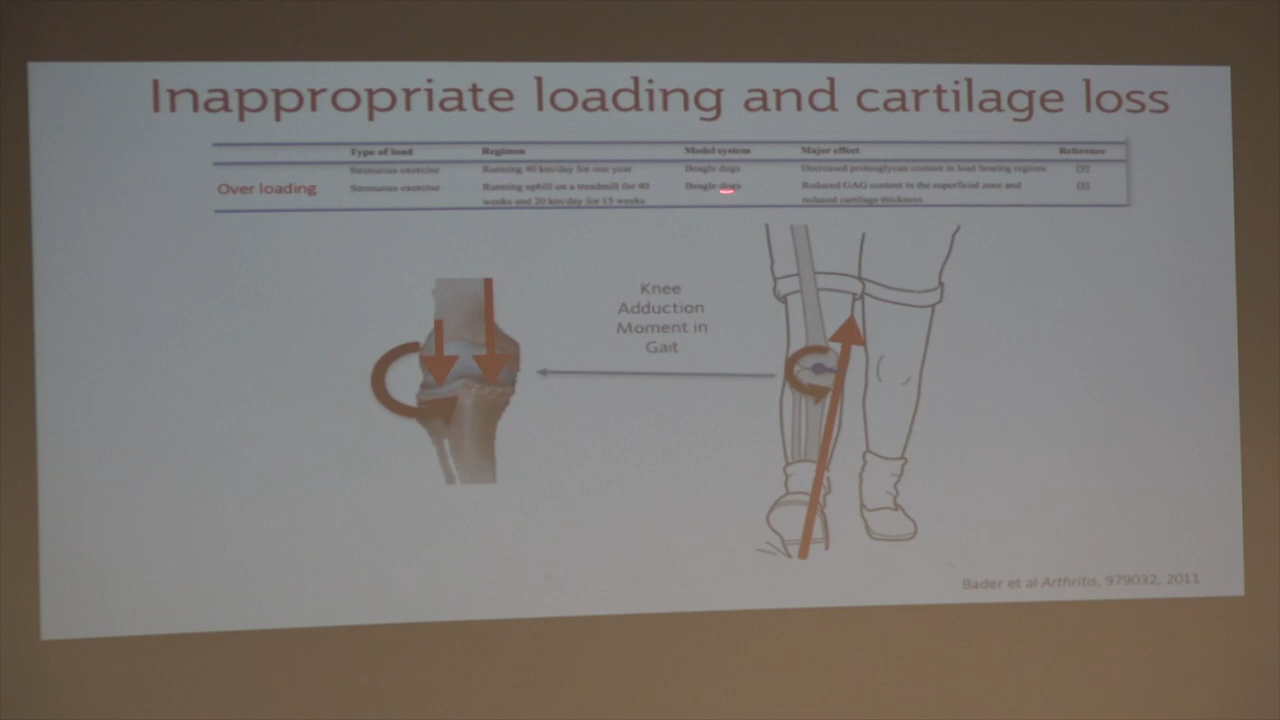 Inappropriate loading and cartilage loss
Type of load Regimen Model system Major effect Reference
Strenuous exercise Running 40 km/day for one year Beagle dogs Decreased proteoglycan content in load bearing regions
Over loading Strenuous exercise Running uphill on a treadmill for 40 Beagle dogs Reduced GAG content in the superficial zone and
weeks and 20 km/day for 15 weeks reduced cartilage thickness
Knee
Adduction
Moment in
Gait
Bader et al Arthritis, 979032, 2011